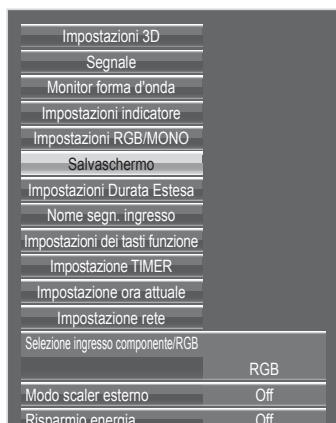 Impostazioni 3D
Segnale
Monitor forma d'onda
Impostazioni indicatore
Impostazioni RGB/MONO
Salvaschermo
Impostazioni Durata Estesa
Nome segn. ingresso
Impostazioni dei tasti funzione
Impostazione TIMER
Impostazione ora attuale
Impostazione rete
Selezione ingresso componente/RGB
RGB
Modo scaler esterno Off
Risparmio energia Off